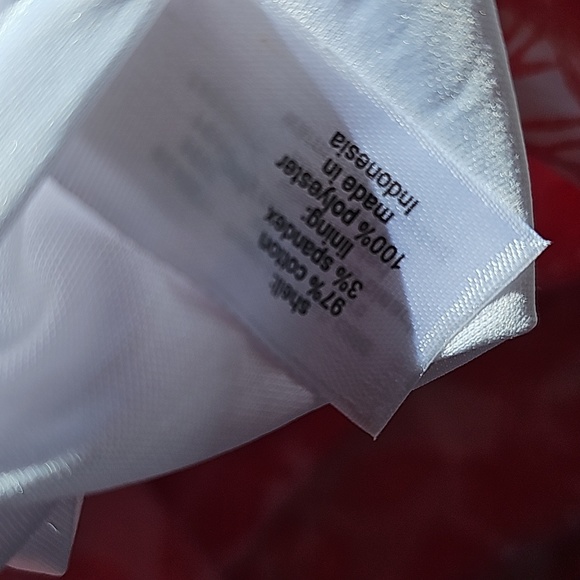 shell:
97% cotton
3% spandex
lining:
100% polyester
made in
Indonesia